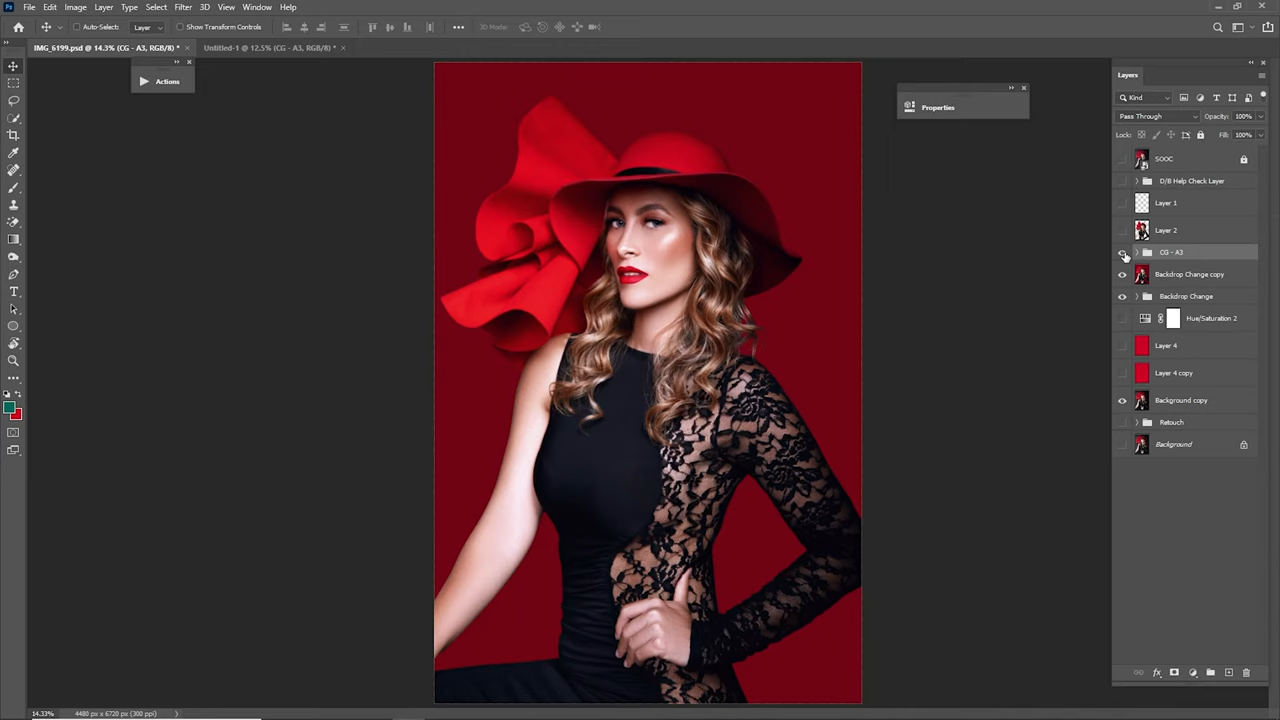 Ps File Edit Image Layer Type Select Filter 3D View Window Help
Auto-Select: Layer Show Transform Controls 3D Mode:
IMG_6199.psd @ 14.3% (CG - A3, RGB/8) * Untitled-1 @ 12.5% (CG - A3, RGB/8) *
Actions
Properties
Layers
Kind
Pass Through Opacity: 100%
Lock: Fill: 100%
SOOC
D/B Help Check Layer
Layer 1
Layer 2
CG - A3
Backdrop Change copy
Backdrop Change
Hue/Saturation 2
Layer 4
Layer 4 copy
Background copy
Retouch
Background
14.33% 4480 px x 6720 px (300 ppi)